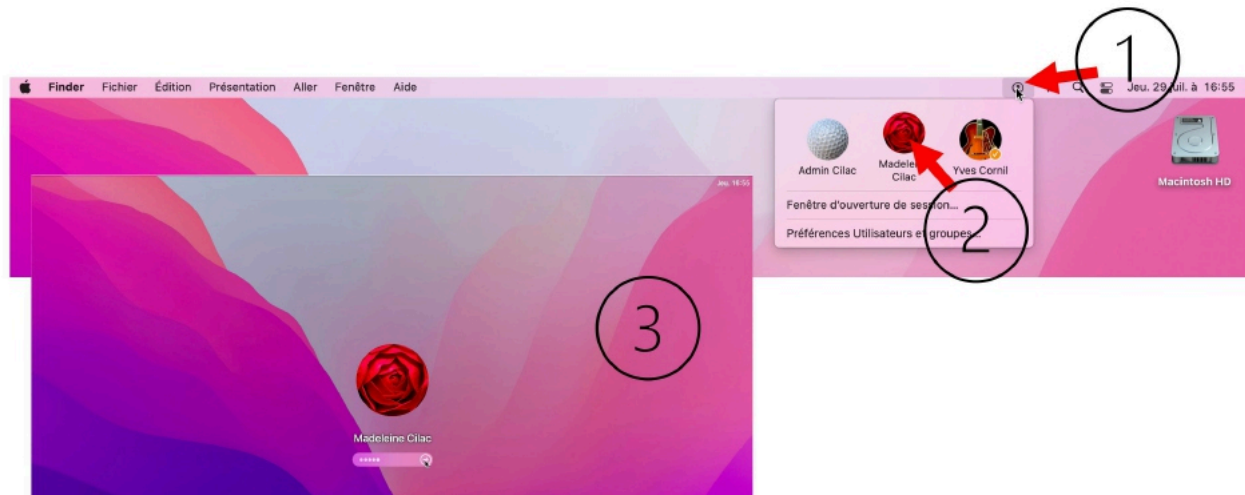 1
Finder Fichier Édition Présentation Aller Fenêtre Aide
Jeu. 29 juil. à 16:55
Admin Cilac
Madeleine
Cilac
Yves Cornil
Macintosh HD
Fenêtre d'ouverture de session...
Préférences Utilisateurs et groupes...
2
Jeu. 16:55
3
Madeleine Cilac